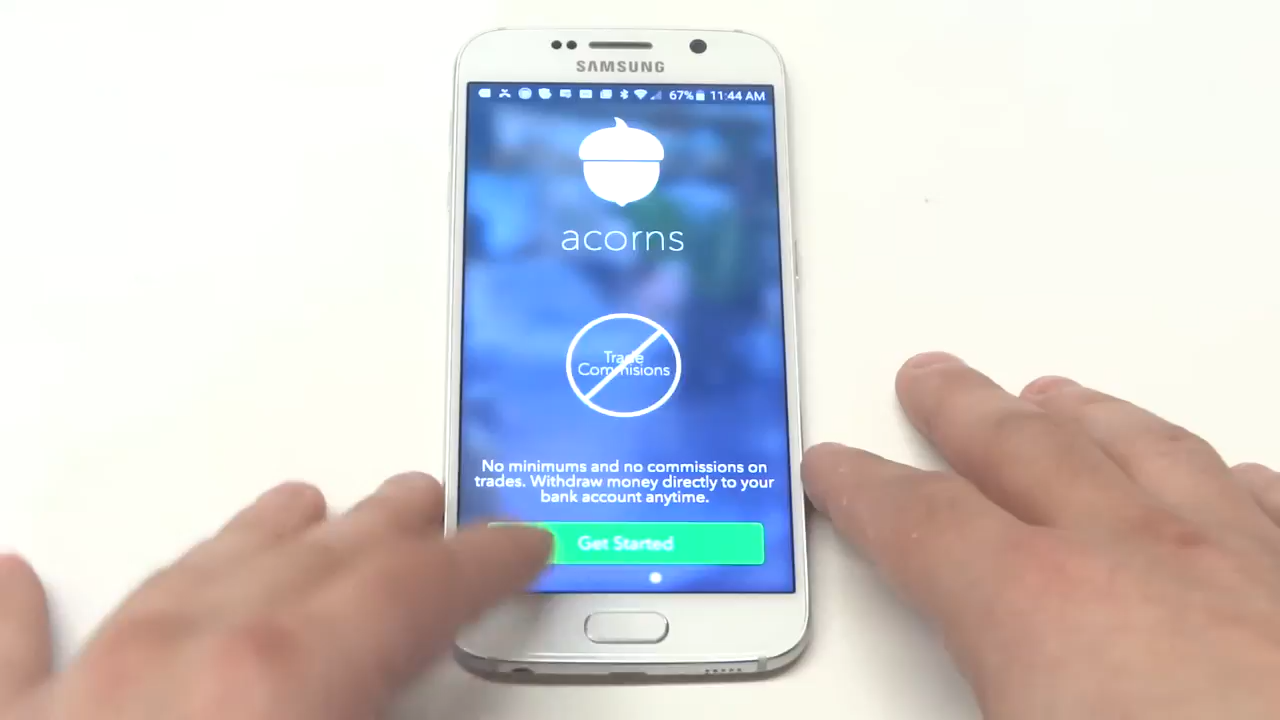 SAMSUNG
67% 11:44 AM
acorns
Trade
Commisions
No minimums and no commissions on
trades. Withdraw money directly to your
bank account anytime.
Get Started